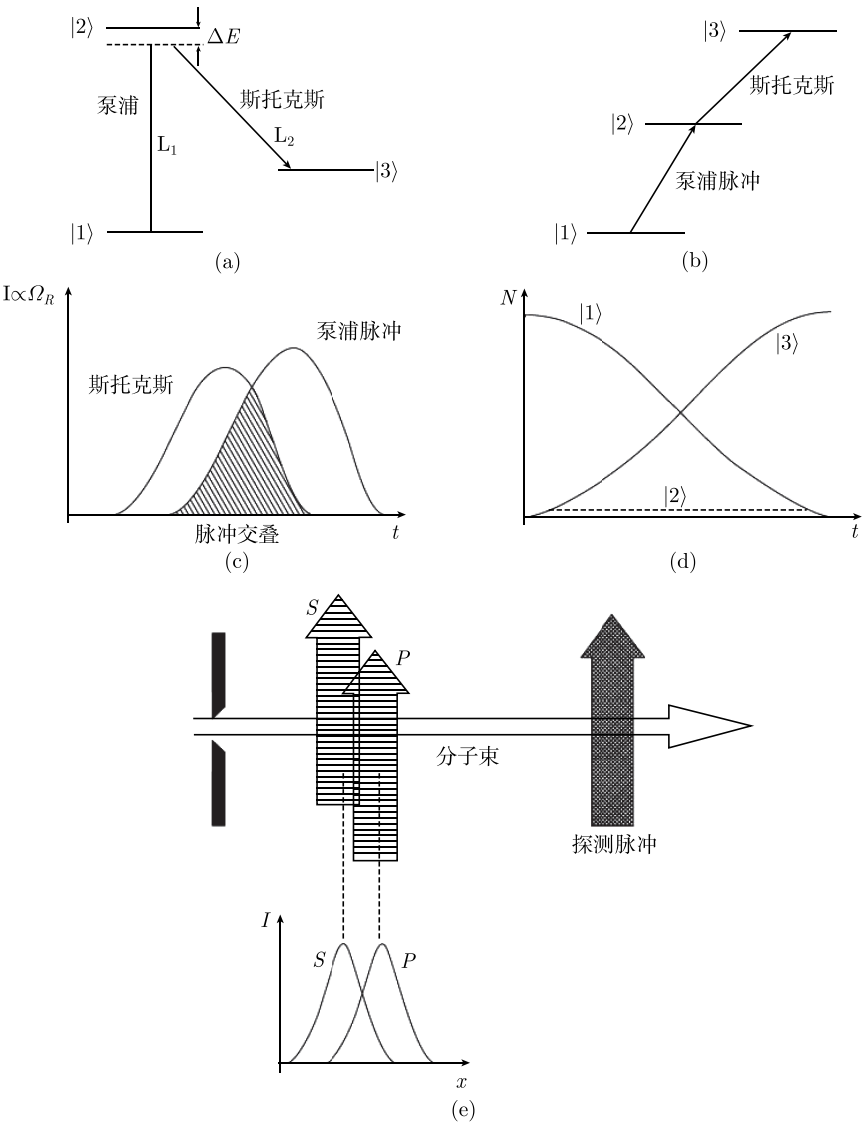 |2⟩
ΔE
泵浦
斯托克斯
L₁
L₂
|3⟩
|1⟩
(a)
|3⟩
斯托克斯
|2⟩
泵浦脉冲
|1⟩
(b)
I∝Ω_R
泵浦脉冲
斯托克斯
脉冲交叠
t
(c)
N
|1⟩
|3⟩
|2⟩
t
(d)
S
P
分子束
探测脉冲
I
S
P
x
(e)